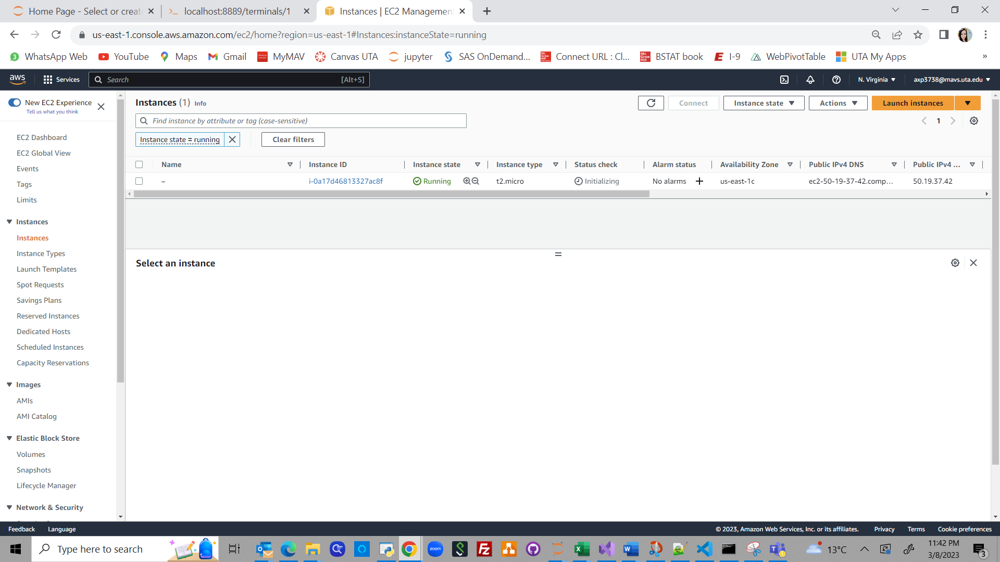 Home Page - Select or creat
localhost:8889/terminals/1
Instances | EC2 Managemen
us-east-1.console.aws.amazon.com/ec2/home?region=us-east-1#Instances:instanceState=running
3 WhatsApp Web YouTube Maps Gmail MyMAV Canvas UTA jupyter SAS OnDemand... Connect URL : Cl... BSTAT book I-9 WebPivotTable UTA My Apps »
aws Services Search [Alt+S] N. Virginia axp3738@mavs.uta.edu
New EC2 Experience
Tell us what you think
EC2 Dashboard
EC2 Global View
Events
Tags
Limits
Instances
Instances
Instance Types
Launch Templates
Spot Requests
Savings Plans
Reserved Instances
Dedicated Hosts
Scheduled Instances
Capacity Reservations
Images
AMIs
AMI Catalog
Elastic Block Store
Volumes
Snapshots
Lifecycle Manager
Network & Security
Instances (1) Info
Connect Instance state Actions Launch instances
Find instance by attribute or tag (case-sensitive)
1
Instance state = running Clear filters
Name Instance ID Instance state Instance type Status check Alarm status Availability Zone Public IPv4 DNS Public IPv4 ...
– i-0a17d46813327ac8f Running t2.micro Initializing No alarms + us-east-1c ec2-50-19-37-42.comp... 50.19.37.42
Select an instance
Feedback Language © 2023, Amazon Web Services, Inc. or its affiliates. Privacy Terms Cookie preferences
Type here to search
zoom
13°C
11:42 PM
3/8/2023
3